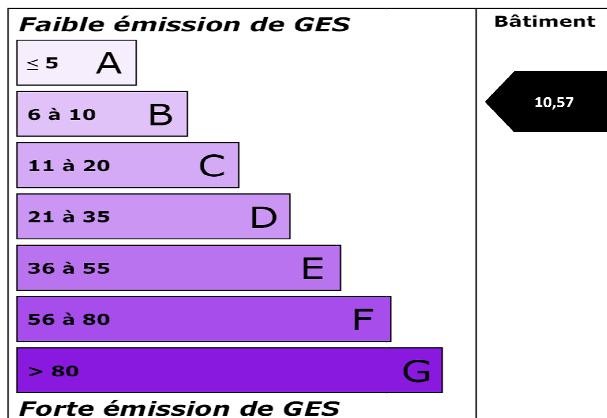 Faible émission de GES
Bâtiment
≤ 5 A
10,57
6 à 10 B
11 à 20 C
21 à 35 D
36 à 55 E
56 à 80 F
> 80 G
Forte émission de GES